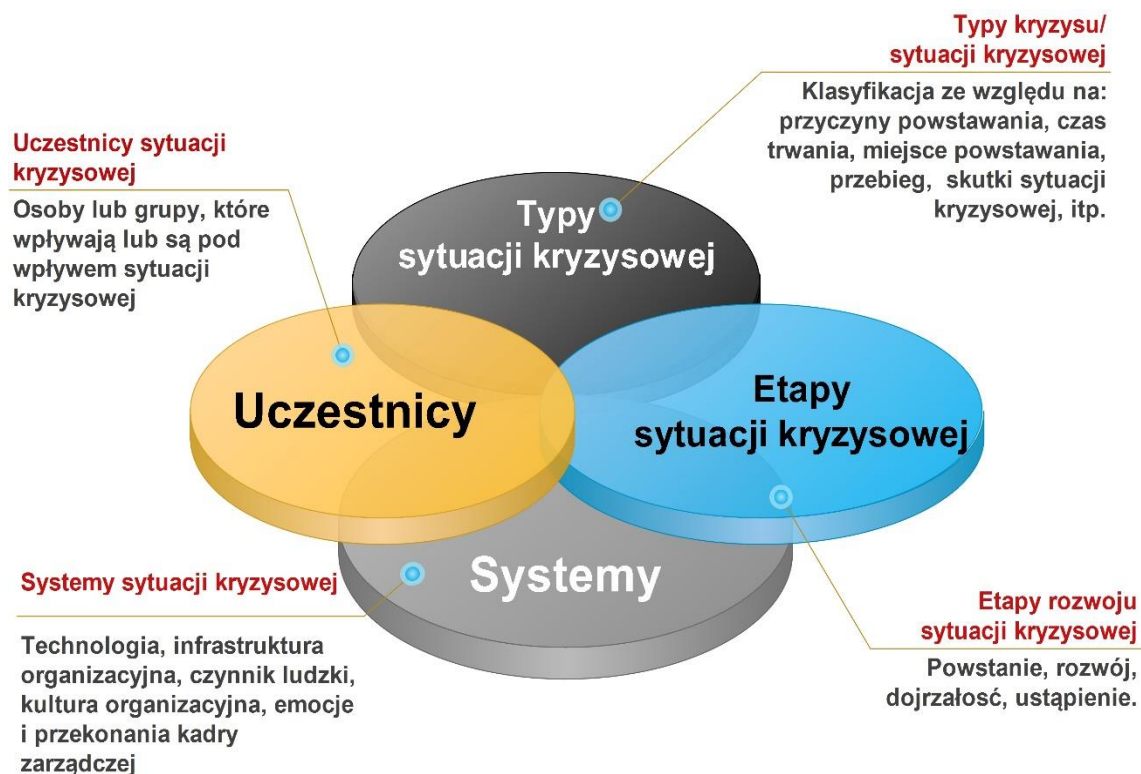 Typy kryzysu/
sytuacji kryzysowej
Klasyfikacja ze względu na:
przyczyny powstawania, czas
trwania, miejsce powstawania,
przebieg, skutki sytuacji
kryzysowej, itp.
Uczestnicy sytuacji
kryzysowej
Osoby lub grupy, które
wpływają lub są pod
wpływem sytuacji
kryzysowej
Typy
sytuacji kryzysowej
Uczestnicy
Etapy
sytuacji kryzysowej
Systemy
Systemy sytuacji kryzysowej
Technologia, infrastruktura
organizacyjna, czynnik ludzki,
kultura organizacyjna, emocje
i przekonania kadry
zarządczej
Etapy rozwoju
sytuacji kryzysowej
Powstanie, rozwój,
dojrzałosć, ustąpienie.